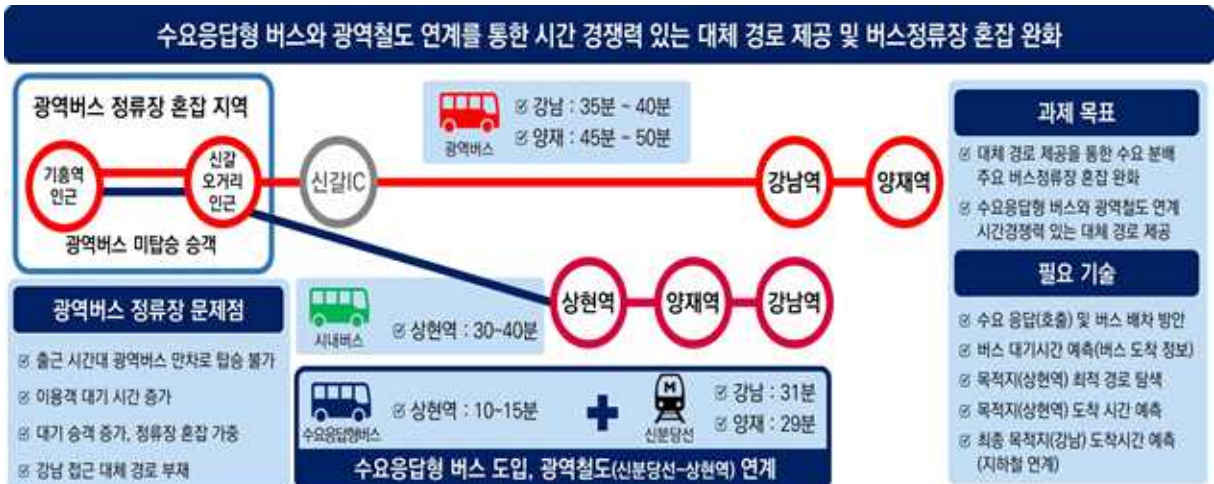 수요응답형 버스와 광역철도 연계를 통한 시간 경쟁력 있는 대체 경로 제공 및 버스정류장 혼잡 완화
광역버스 정류장 혼잡 지역
기흥역
인근
신갈
오거리
인근
광역버스 미탑승 승객
신갈IC
광역버스
강남 : 35분 ~ 40분
양재 : 45분 ~ 50분
강남역
양재역
상현역
양재역
강남역
광역버스 정류장 문제점
출근 시간대 광역버스 만차로 탑승 불가
이용객 대기 시간 증가
대기 승객 증가, 정류장 혼잡 가중
강남 접근 대체 경로 부재
시내버스
상현역 : 30~40분
수요응답형버스
상현역 : 10~15분
+
M
신분당선
강남 : 31분
양재 : 29분
수요응답형 버스 도입, 광역철도(신분당선-상현역) 연계
과제 목표
대체 경로 제공을 통한 수요 분배
주요 버스정류장 혼잡 완화
수요응답형 버스와 광역철도 연계
시간경쟁력 있는 대체 경로 제공
필요 기술
수요 응답(호출) 및 버스 배차 방안
버스 대기시간 예측(버스 도착 정보)
목적지(상현역) 최적 경로 탐색
목적지(상현역) 도착 시간 예측
최종 목적지(강남) 도착시간 예측
(지하철 연계)